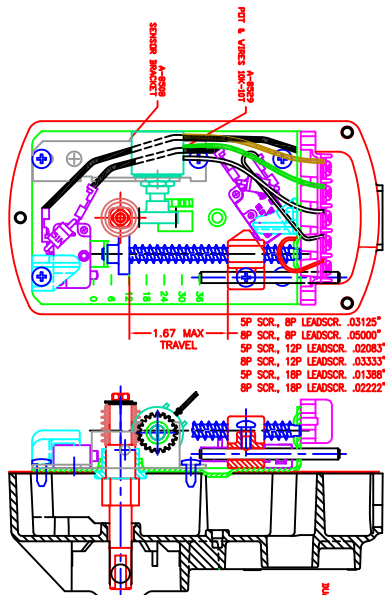 A-8529
POT & WIRES 10K-10T
A-8508
SENSOR BRACKET
0 6 12 18 24 30 36
1.67 MAX
TRAVEL
5P SCR., 8P LEADSCR. .03125"
8P SCR., 8P LEADSCR. .05000"
5P SCR., 12P LEADSCR. .02083"
8P SCR., 12P LEADSCR. .03333"
5P SCR., 18P LEADSCR. .01388"
8P SCR., 18P LEADSCR. .02222"